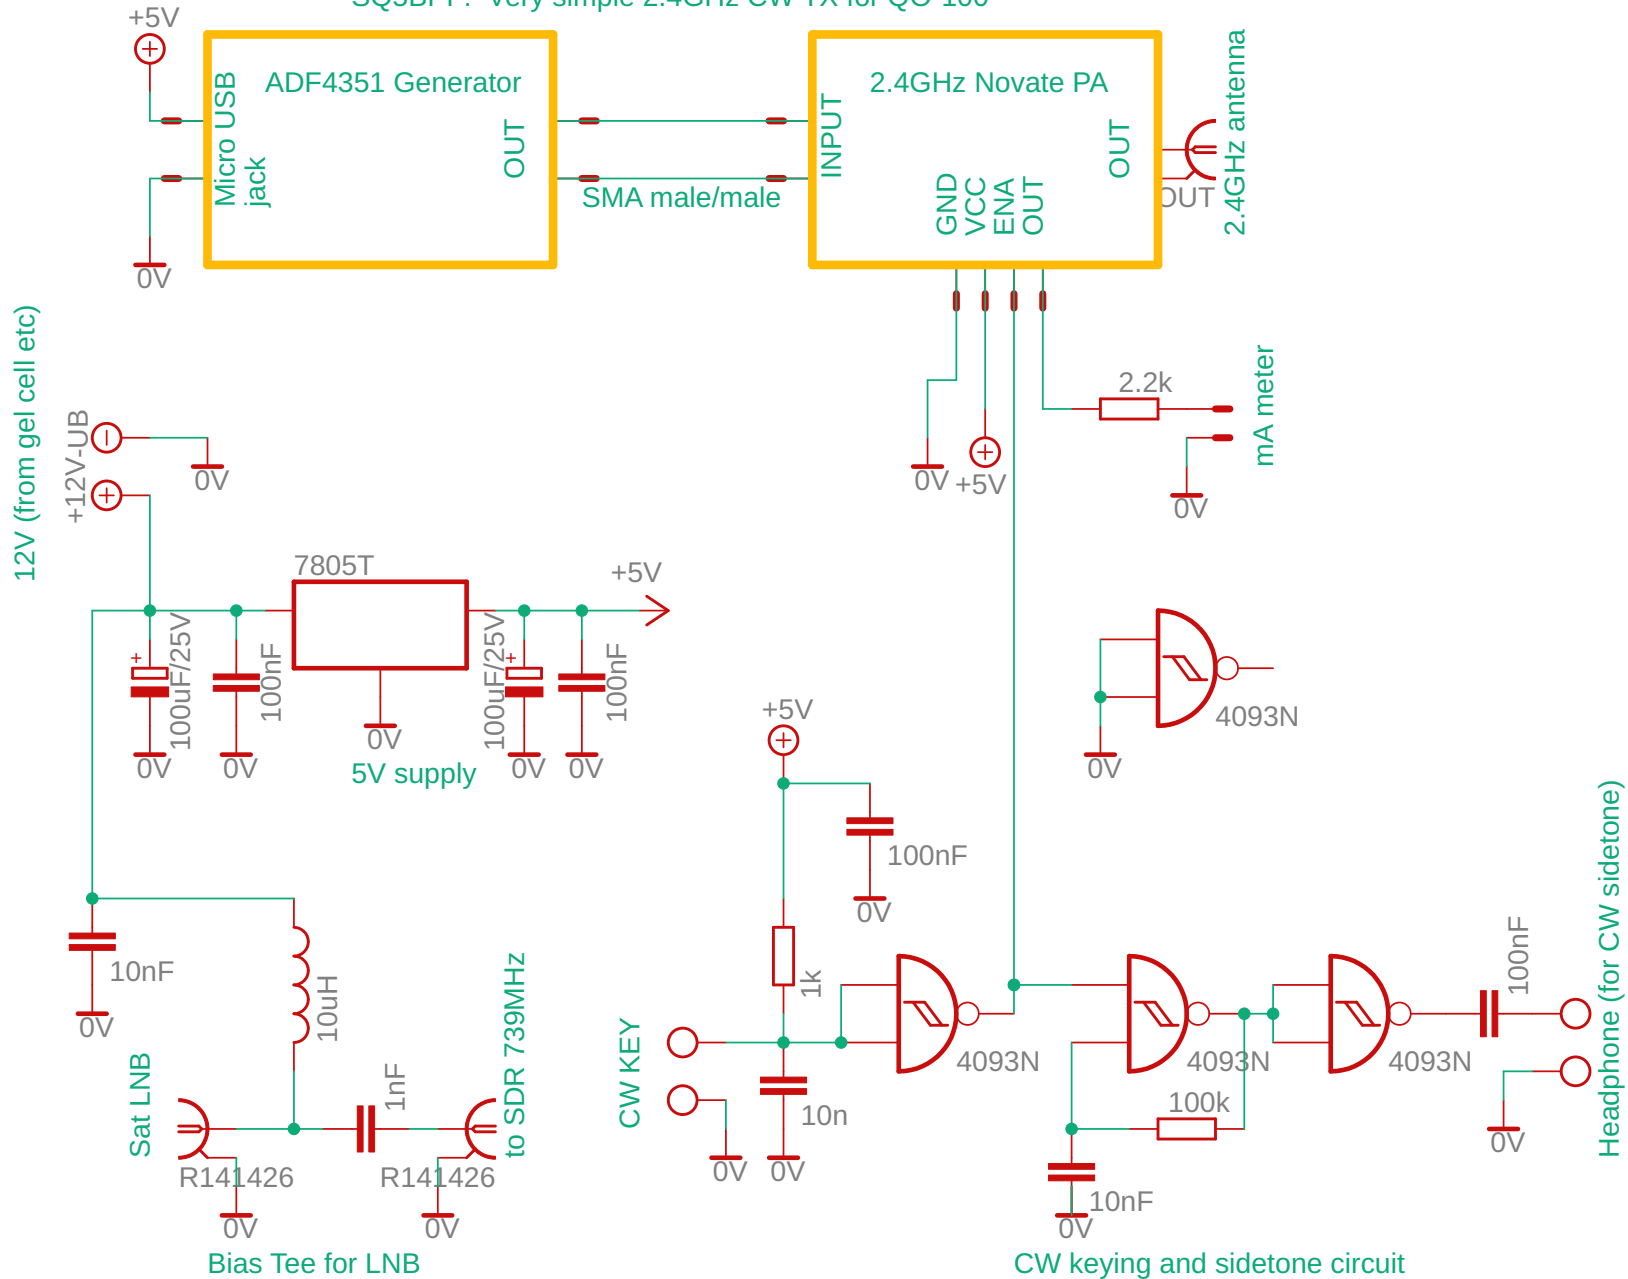 +5V
ADF4351 Generator
Micro USB
jack
OUT
0V
SMA male/male
2.4GHz Novate PA
INPUT
OUT
GND
VCC
ENA
OUT
OUT
2.4GHz antenna
2.2k
mA meter
0V
+5V
0V
12V (from gel cell etc)
+12V-UB
0V
7805T
+5V
100uF/25V
+
100nF
100uF/25V
+
100nF
0V
0V
0V
0V
0V
5V supply
4093N
0V
+5V
100nF
0V
10nF
0V
10uH
1k
Sat LNB
1nF
to SDR 739MHz
R141426
R141426
0V
0V
Bias Tee for LNB
CW KEY
10n
0V
0V
4093N
4093N
4093N
100k
10nF
0V
100nF
0V
Headphone (for CW sidetone)
CW keying and sidetone circuit